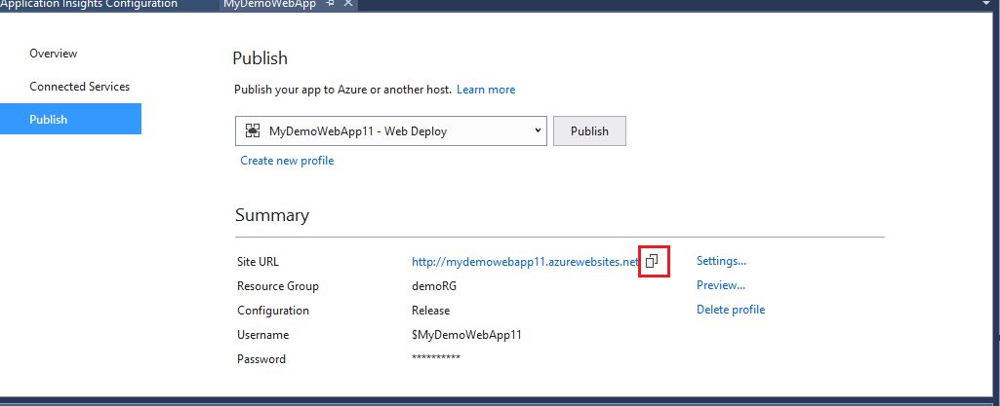 Application Insights Configuration MyDemoWebApp
Overview
Connected Services
Publish
Publish
Publish your app to Azure or another host. Learn more
MyDemoWebApp11 - Web Deploy Publish
Create new profile
Summary
Site URL http://mydemowebapp11.azurewebsites.net Settings...
Resource Group demoRG Preview...
Configuration Release Delete profile
Username $MyDemoWebApp11
Password **********